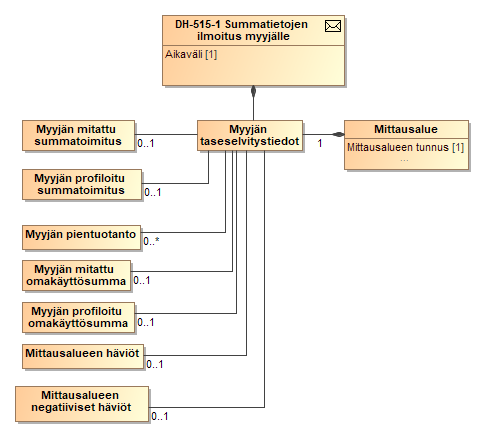 DH-515-1 Summatietojen
ilmoitus myyjälle
Aikaväli [1]
Myyjän mitattu
summatoimitus
0..1
Myyjän
taseselvitystiedot
1
Mittausalue
Mittausalueen tunnus [1]
...
Myyjän profiloitu
summatoimitus
0..1
Myyjän pientuotanto
0..*
Myyjän mitattu
omakäyttösumma
0..1
Myyjän profiloitu
omakäyttösumma
0..1
Mittausalueen häviöt
0..1
Mittausalueen
negatiiviset häviöt
0..1